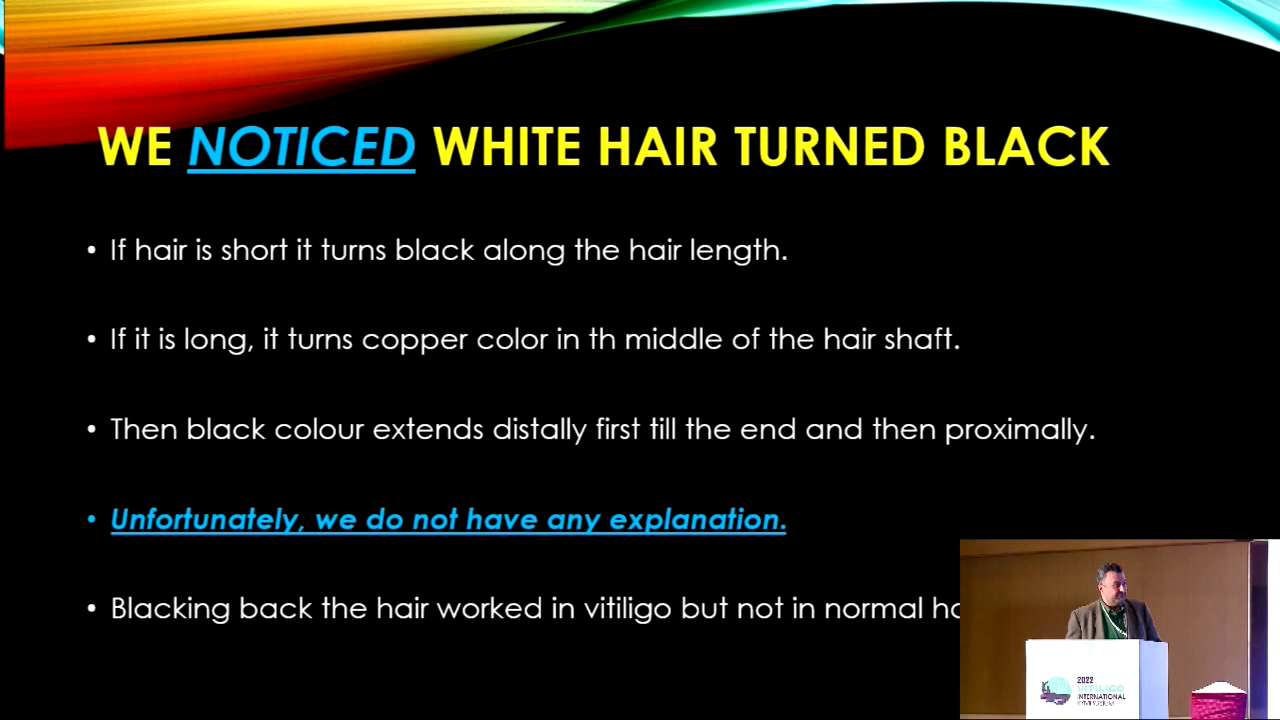 WE NOTICED WHITE HAIR TURNED BLACK
• If hair is short it turns black along the hair length.
• If it is long, it turns copper color in th middle of the hair shaft.
• Then black colour extends distally first till the end and then proximally.
• Unfortunately, we do not have any explanation.
• Blacking back the hair worked in vitiligo but not in normal
2022
VITILIGO
INTERNATIONAL
SYMPOSIUM